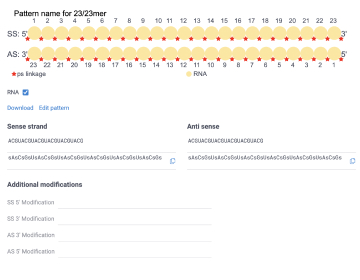 Pattern name for 23/23mer
1 2 3 4 5 6 7 8 9 10 11 12 13 14 15 16 17 18 19 20 21 22 23
SS: 5' 3'
AS: 3' 5'
23 22 21 20 19 18 17 16 15 14 13 12 11 10 9 8 7 6 5 4 3 2 1
ps linkage RNA
RNA
Download Edit pattern
Sense strand Anti sense
ACGUACGUACGUACGUACGUACG ACGUACGUACGUACGUACGUACG
sAsCsGsUsAsCsGsUsAsCsGsUsAsCsGsUsAsCsGsUsAsCsGs sAsCsGsUsAsCsGsUsAsCsGsUsAsCsGsUsAsCsGsUsAsCsGs
Additional modifications
SS 5' Modification
SS 3' Modification
AS 3' Modification
AS 5' Modification